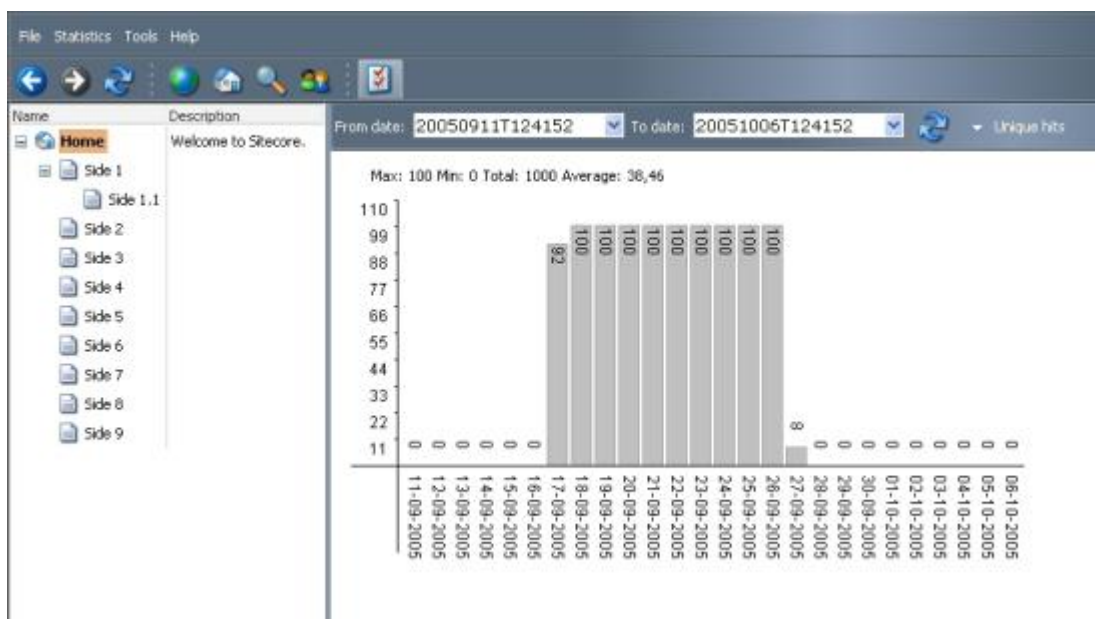 File Statistics Tools Help
Name Description
Home Welcome to Sitecore.
Side 1
Side 1.1
Side 2
Side 3
Side 4
Side 5
Side 6
Side 7
Side 8
Side 9
From date: 20050911T124152 To date: 20051006T124152 Unique hits
Max: 100 Min: 0 Total: 1000 Average: 38,46
110
99
88
77
66
55
44
33
22
11
0 0 0 0 0 0 92 100 100 100 100 100 100 100 100 100 8 0 0 0 0 0 0 0 0 0
11-09-2005
12-09-2005
13-09-2005
14-09-2005
15-09-2005
16-09-2005
17-09-2005
18-09-2005
19-09-2005
20-09-2005
21-09-2005
22-09-2005
23-09-2005
24-09-2005
25-09-2005
26-09-2005
27-09-2005
28-09-2005
29-09-2005
30-09-2005
01-10-2005
02-10-2005
03-10-2005
04-10-2005
05-10-2005
06-10-2005